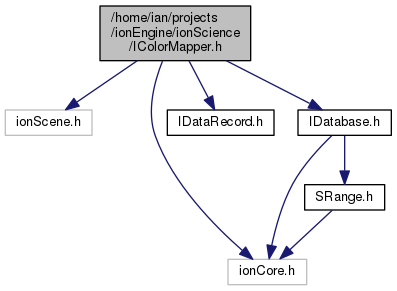 /home/ian/projects
/ionEngine/ionScience
/IColorMapper.h
ionScene.h
IDataRecord.h
IDatabase.h
SRange.h
ionCore.h